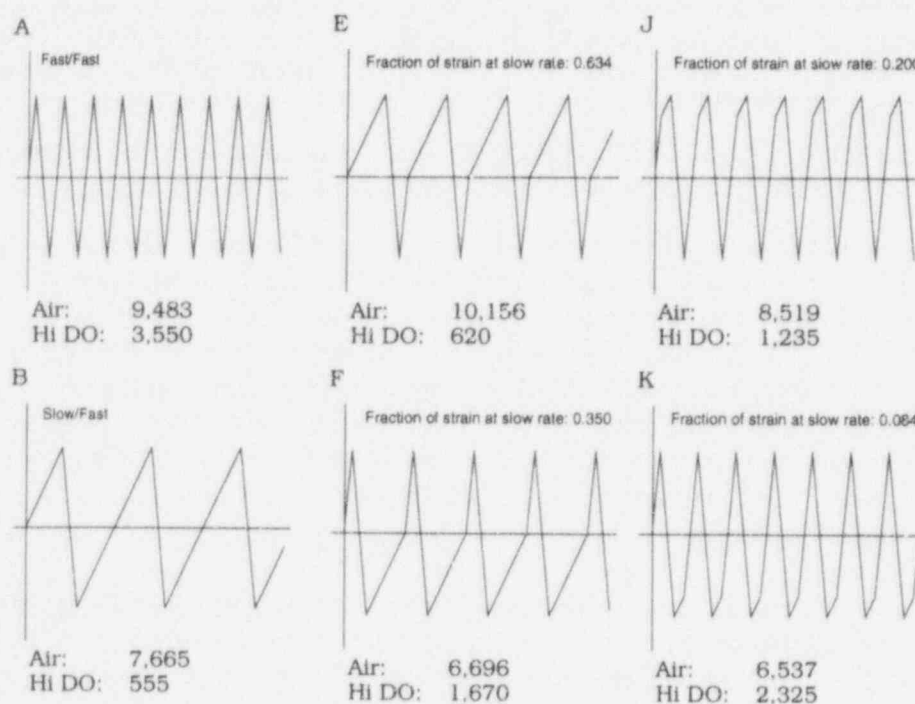 A
Fast/Fast
Air: 9,483
Hi DO: 3,550
E
Fraction of strain at slow rate: 0.634
Air: 10,156
Hi DO: 620
J
Fraction of strain at slow rate: 0.200
Air: 8,519
Hi DO: 1,235
B
Slow/Fast
Air: 7,665
Hi DO: 555
F
Fraction of strain at slow rate: 0.350
Air: 6,696
Hi DO: 1,670
K
Fraction of strain at slow rate: 0.064
Air: 6,537
Hi DO: 2,325